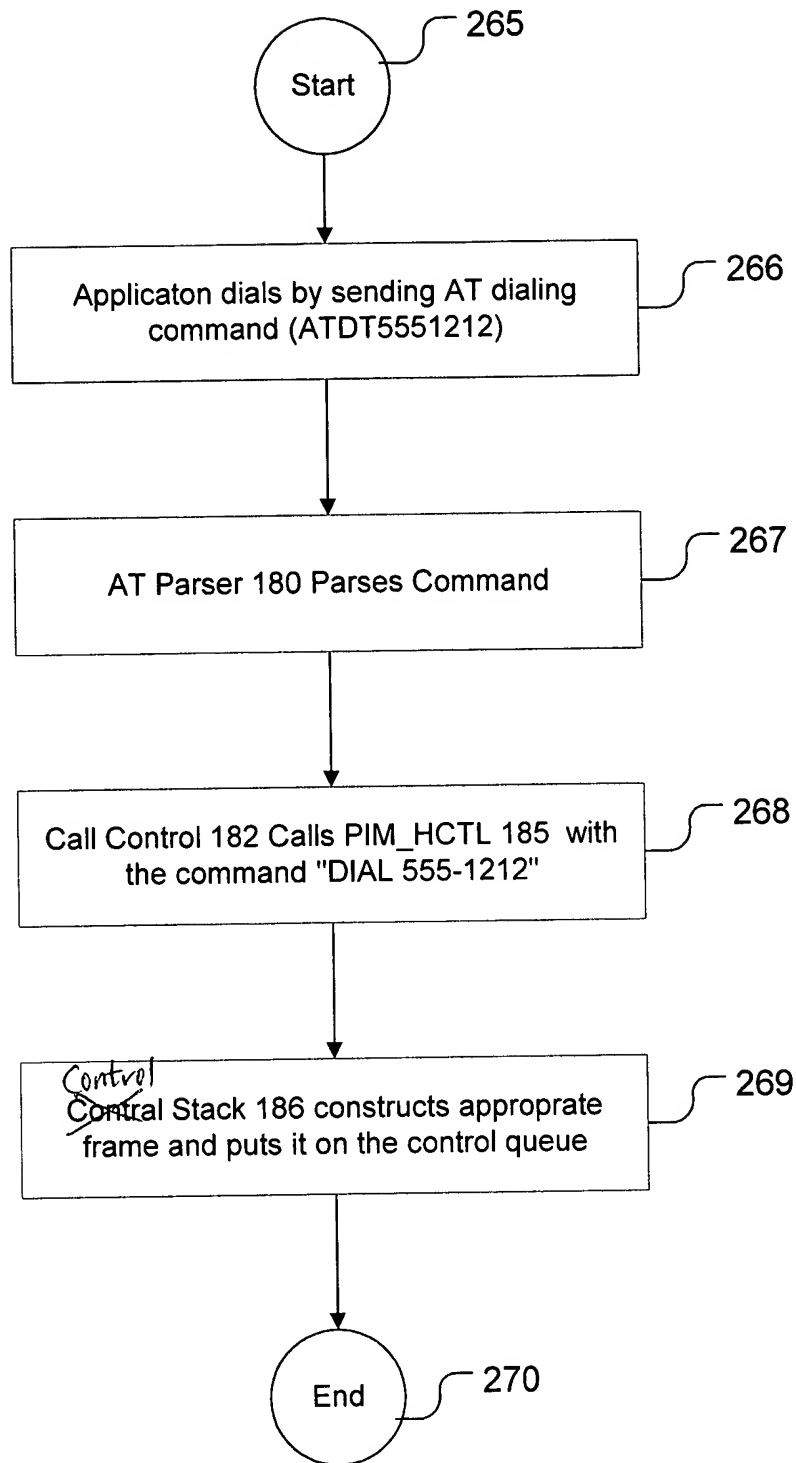 265
Start
266
Applicaton dials by sending AT dialing
command (ATDT5551212)
267
AT Parser 180 Parses Command
268
Call Control 182 Calls PIM_HCTL 185 with
the command "DIAL 555-1212"
269
Control
Contral Stack 186 constructs approprate
frame and puts it on the control queue
270
End